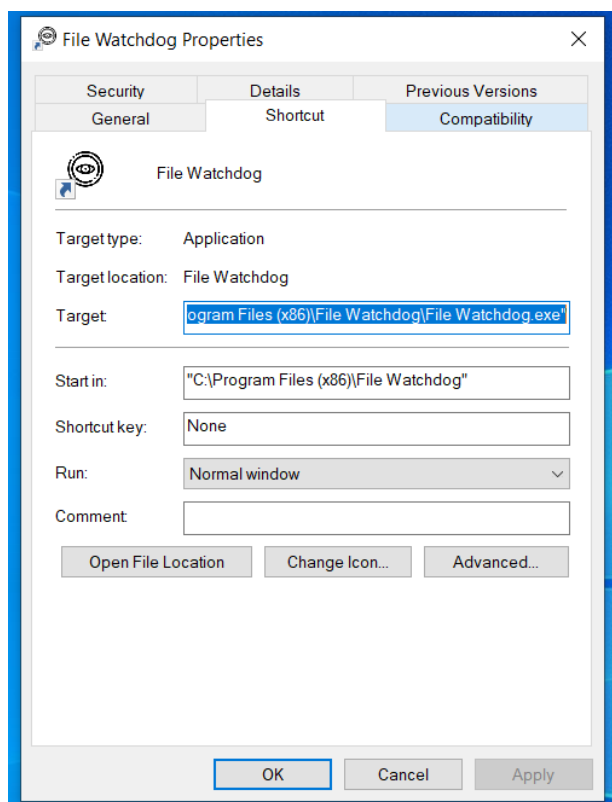 File Watchdog Properties
Security Details Previous Versions
General Shortcut Compatibility
File Watchdog
Target type: Application
Target location: File Watchdog
Target: ogram Files (x86)\File Watchdog\File Watchdog.exe"
Start in: "C:\Program Files (x86)\File Watchdog"
Shortcut key: None
Run: Normal window
Comment:
Open File Location Change Icon... Advanced...
OK Cancel Apply